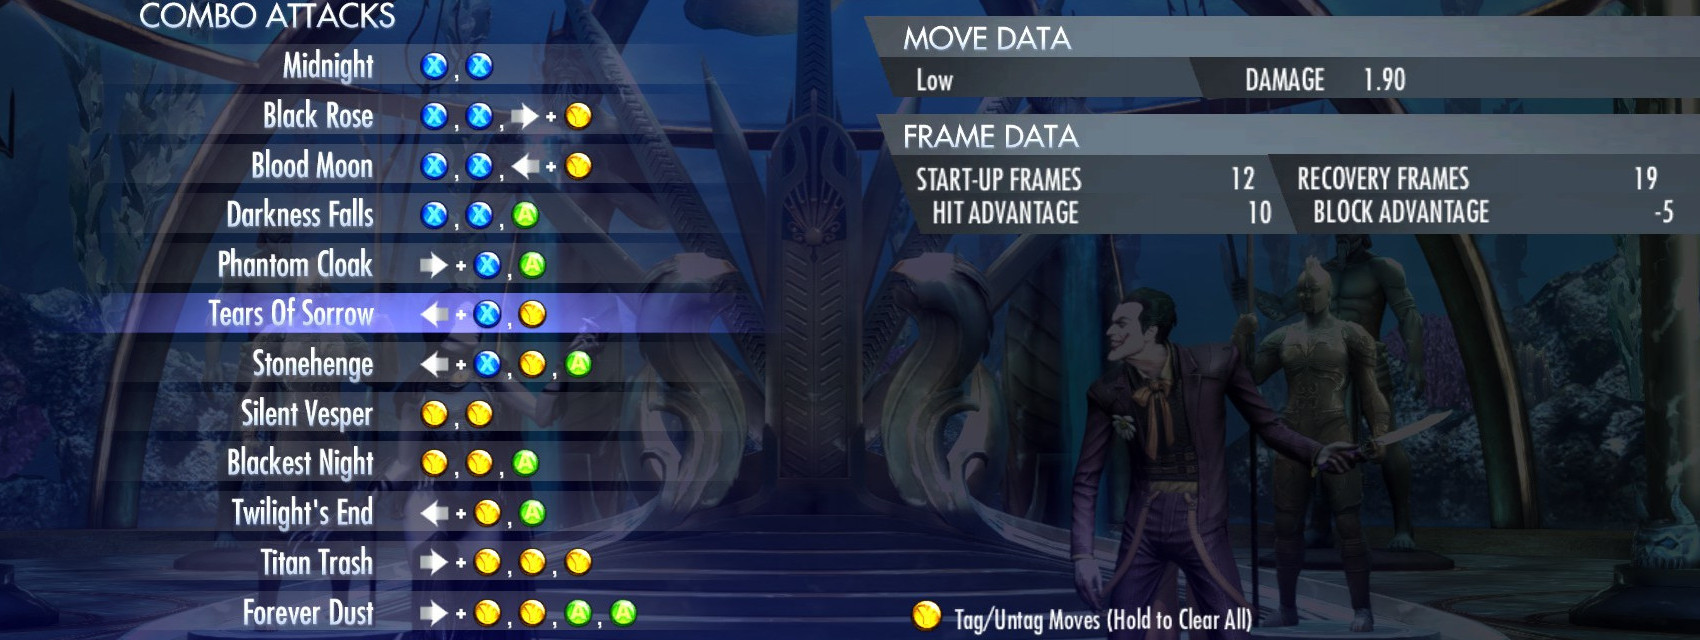 COMBO ATTACKS
Midnight X , X
Black Rose X , X , + Y
Blood Moon X , X , + Y
Darkness Falls X , X , A
Phantom Cloak + X , A
Tears Of Sorrow + X , Y
Stonehenge + X , Y , A
Silent Vesper Y , Y
Blackest Night Y , Y , A
Twilight's End + Y , A
Titan Trash + Y , Y , Y
Forever Dust + Y , Y , A , A
MOVE DATA
Low DAMAGE 1.90
FRAME DATA
START-UP FRAMES 12 RECOVERY FRAMES 19
HIT ADVANTAGE 10 BLOCK ADVANTAGE -5
Y Tag/Untag Moves (Hold to Clear All)